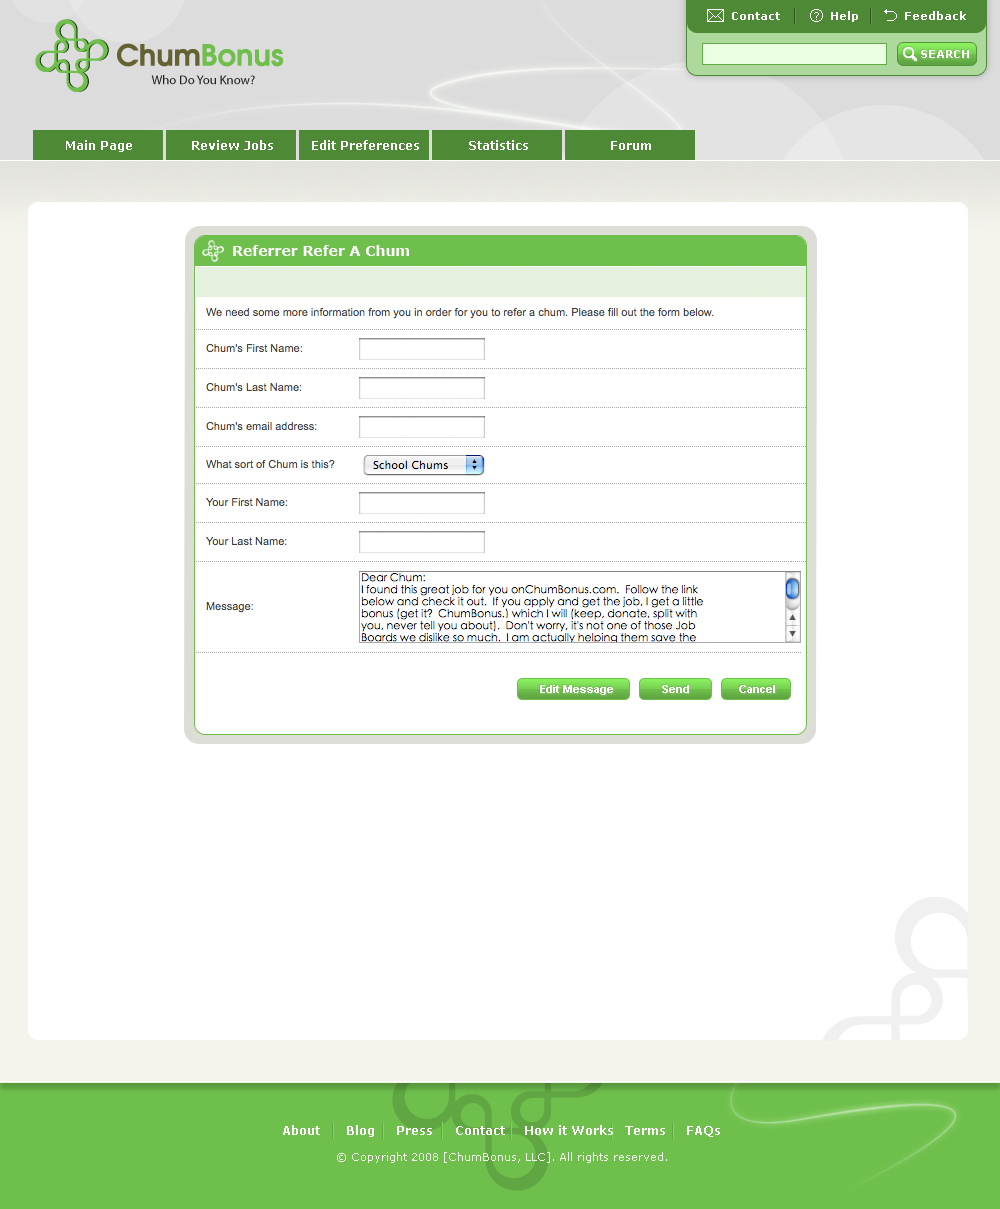 Contact Help Feedback
SEARCH
ChumBonus
Who Do You Know?
Main Page Review Jobs Edit Preferences Statistics Forum
Referrer Refer A Chum
We need some more information from you in order for you to refer a chum. Please fill out the form below.
Chum's First Name:
Chum's Last Name:
Chum's email address:
What sort of Chum is this? School Chums
Your First Name:
Your Last Name:
Message:
Dear Chum:
I found this great job for you onChumBonus.com. Follow the link
below and check it out. If you apply and get the job, I get a little
bonus (get it? ChumBonus.) which I will (keep, donate, split with
you, never tell you about). Don't worry, it's not one of those Job
Boards we dislike so much. I am actually helping them save the
Edit Message Send Cancel
About Blog Press Contact How it Works Terms FAQs
© Copyright 2008 [ChumBonus, LLC]. All rights reserved.